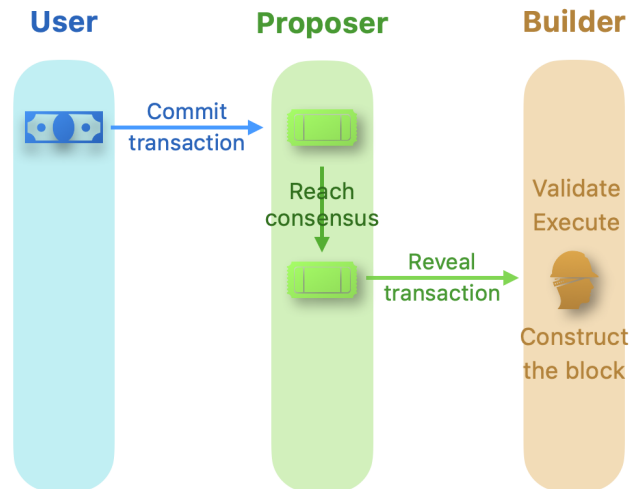 User
Proposer
Builder
Commit
transaction
Reach
consensus
Validate
Execute
Reveal
transaction
Construct
the block